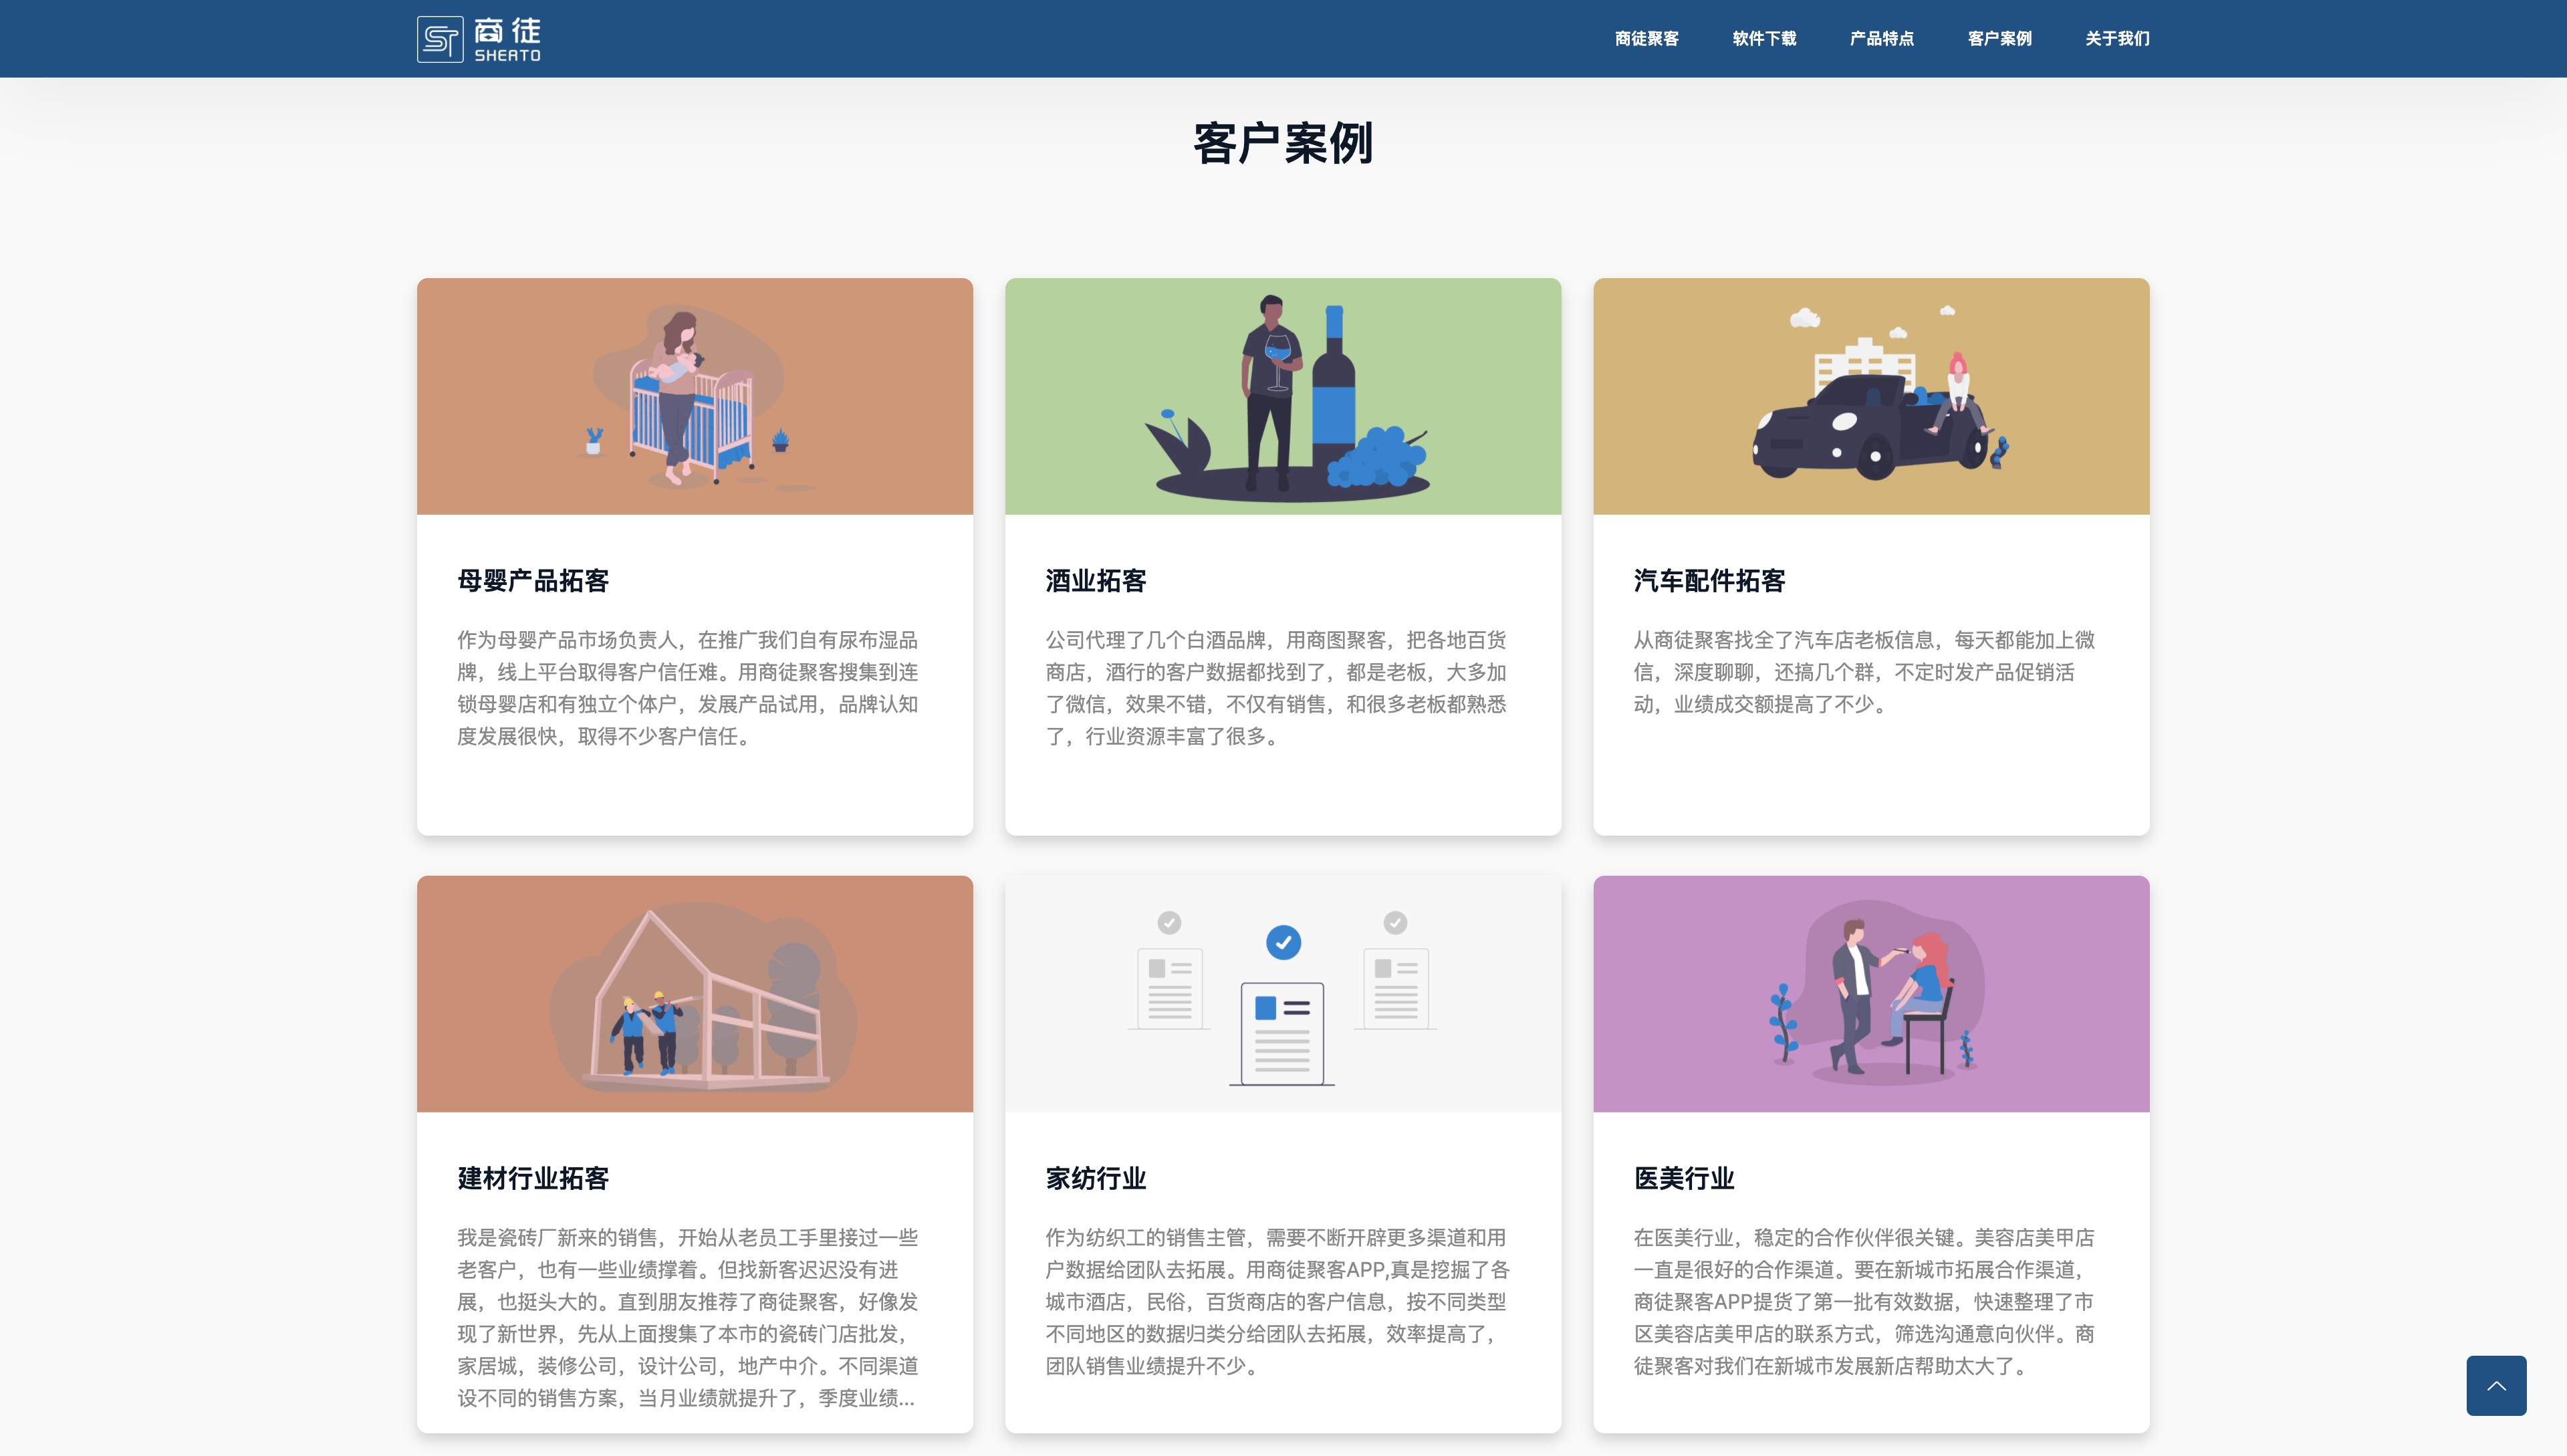 商徒
SHEATO
商徒聚客
软件下载
产品特点
客户案例
关于我们
客户案例
母婴产品拓客
作为母婴产品市场负责人，在推广我们自有尿布湿品
牌，线上平台取得客户信任难。用商徒聚客搜集到连
锁母婴店和有独立个体户，发展产品试用，品牌认知
度发展很快，取得不少客户信任。
酒业拓客
公司代理了几个白酒品牌，用商图聚客，把各地百货
商店，酒行的客户数据都找到了，都是老板，大多加
了微信，效果不错，不仅有销售，和很多老板都熟悉
了，行业资源丰富了很多。
汽车配件拓客
从商徒聚客找全了汽车店老板信息，每天都能加上微
信，深度聊聊，还搞几个群，不定时发产品促销活
动，业绩成交额提高了不少。
建材行业拓客
我是瓷砖厂新来的销售，开始从老员工手里接过一些
老客户，也有一些业绩撑着。但找新客迟迟没有进
展，也挺头大的。直到朋友推荐了商徒聚客，好像发
现了新世界，先从上面搜集了本市的瓷砖门店批发，
家居城，装修公司，设计公司，地产中介。不同渠道
设不同的销售方案，当月业绩就提升了，季度业绩...
家纺行业
作为纺织工的销售主管，需要不断开辟更多渠道和用
户数据给团队去拓展。用商徒聚客APP,真是挖掘了各
城市酒店，民俗，百货商店的客户信息，按不同类型
不同地区的数据归类分给团队去拓展，效率提高了，
团队销售业绩提升不少。
医美行业
在医美行业，稳定的合作伙伴很关键。美容店美甲店
一直是很好的合作渠道。要在新城市拓展合作渠道，
商徒聚客APP提货了第一批有效数据，快速整理了市
区美容店美甲店的联系方式，筛选沟通意向伙伴。商
徒聚客对我们在新城市发展新店帮助太大了。